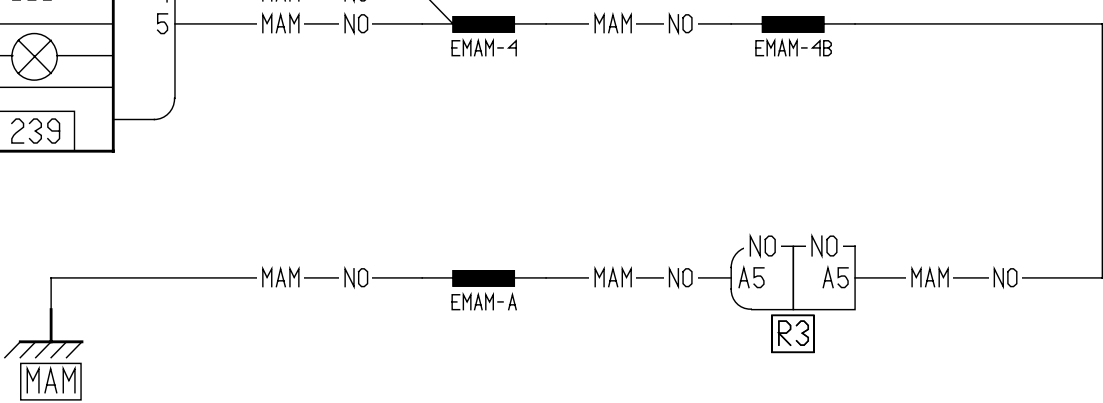 5 MAM NO MAM NO
EMAM-4 EMAM-4B
239
NO NO
MAM NO MAM NO A5 A5 MAM NO
EMAM-A
R3
MAM